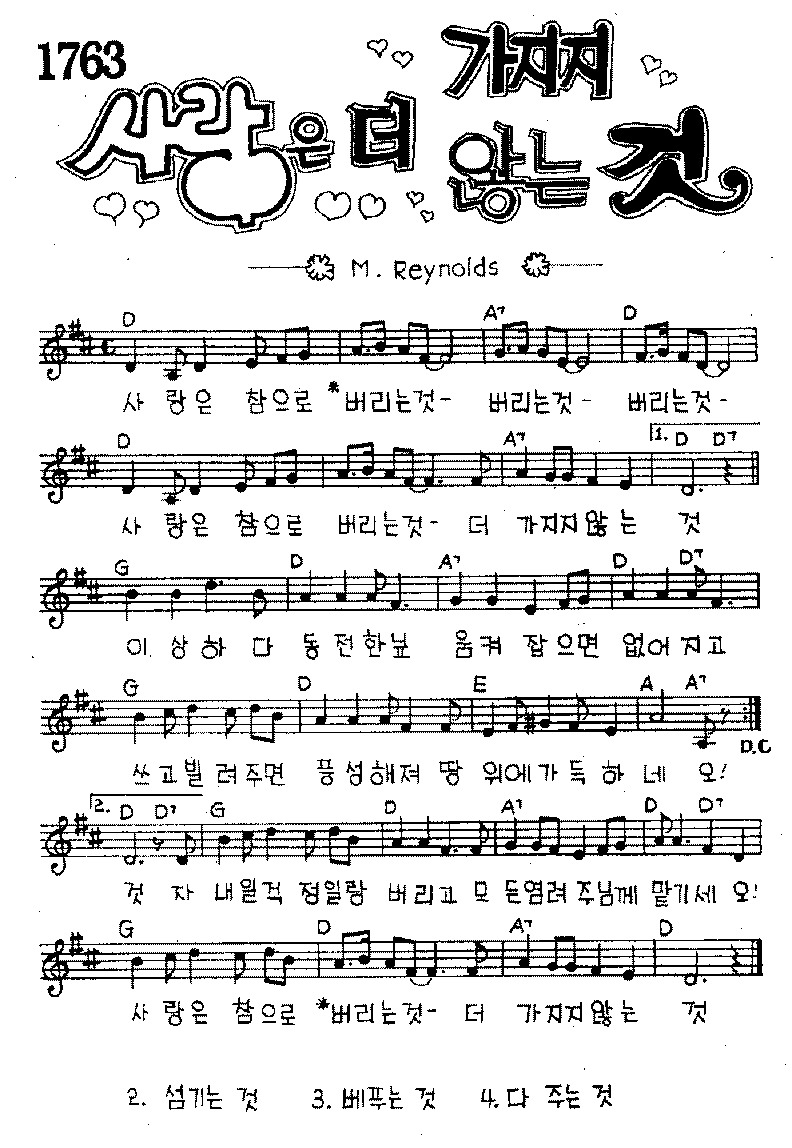 1763
사랑은 더 가지지
않는 것
M. Reynolds
D A7 D
사 랑은 참으로 *버리는것- 버리는것- 버리는것-
D A7 1. D D7
사 랑은 참으로 버리는것- 더 가지지않는 것
G D A7 D D7
이 상하 다 동전한닢 움켜 잡으면 없어지고
G D E A A7
쓰고빌 려주면 풍성해져 땅 위에가득하 네 오!
D.C
2. D D7 G D A7 D D7
것 자 내일걱 정일랑 버리고 모 든염려 주님께 맡기세 오!
G D A7 D
사 랑은 참으로 *버리는것- 더 가지지않는 것
2. 섬기는 것 3. 베푸는 것 4. 다 주는 것